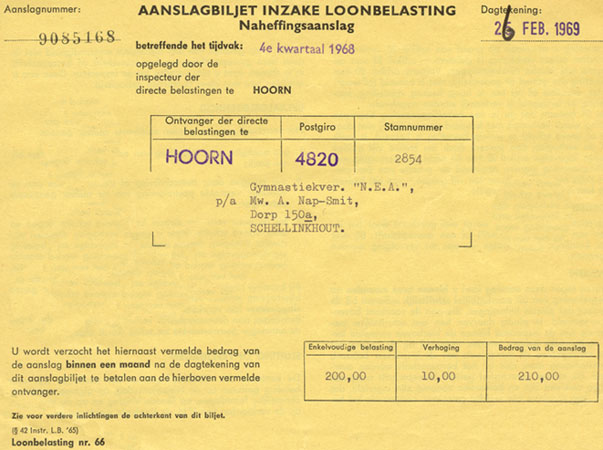 Aanslagnummer:
9085168
AANSLAGBILJET INZAKE LOONBELASTING
Naheffingsaanslag
Dagtekening:
26 FEB. 1969
betreffende het tijdvak: 4e kwartaal 1968
opgelegd door de
inspecteur der
directe belastingen te HOORN
Ontvanger der directe belastingen te
Postgiro
Stamnummer
HOORN
4820
2854
Gymnastiekver. "N.E.A.",
p/a Mw. A. Nap-Smit,
Dorp 150a,
SCHELLINKHOUT.
U wordt verzocht het hiernaast vermelde bedrag van
de aanslag binnen een maand na de dagtekening van
dit aanslagbiljet te betalen aan de hierboven vermelde
ontvanger.
Enkelvoudige belasting
Verhoging
Bedrag van de aanslag
200,00
10,00
210,00
Zie voor verdere inlichtingen de achterkant van dit biljet.
(§ 42 Instr. L.B. '65)
Loonbelasting nr. 66